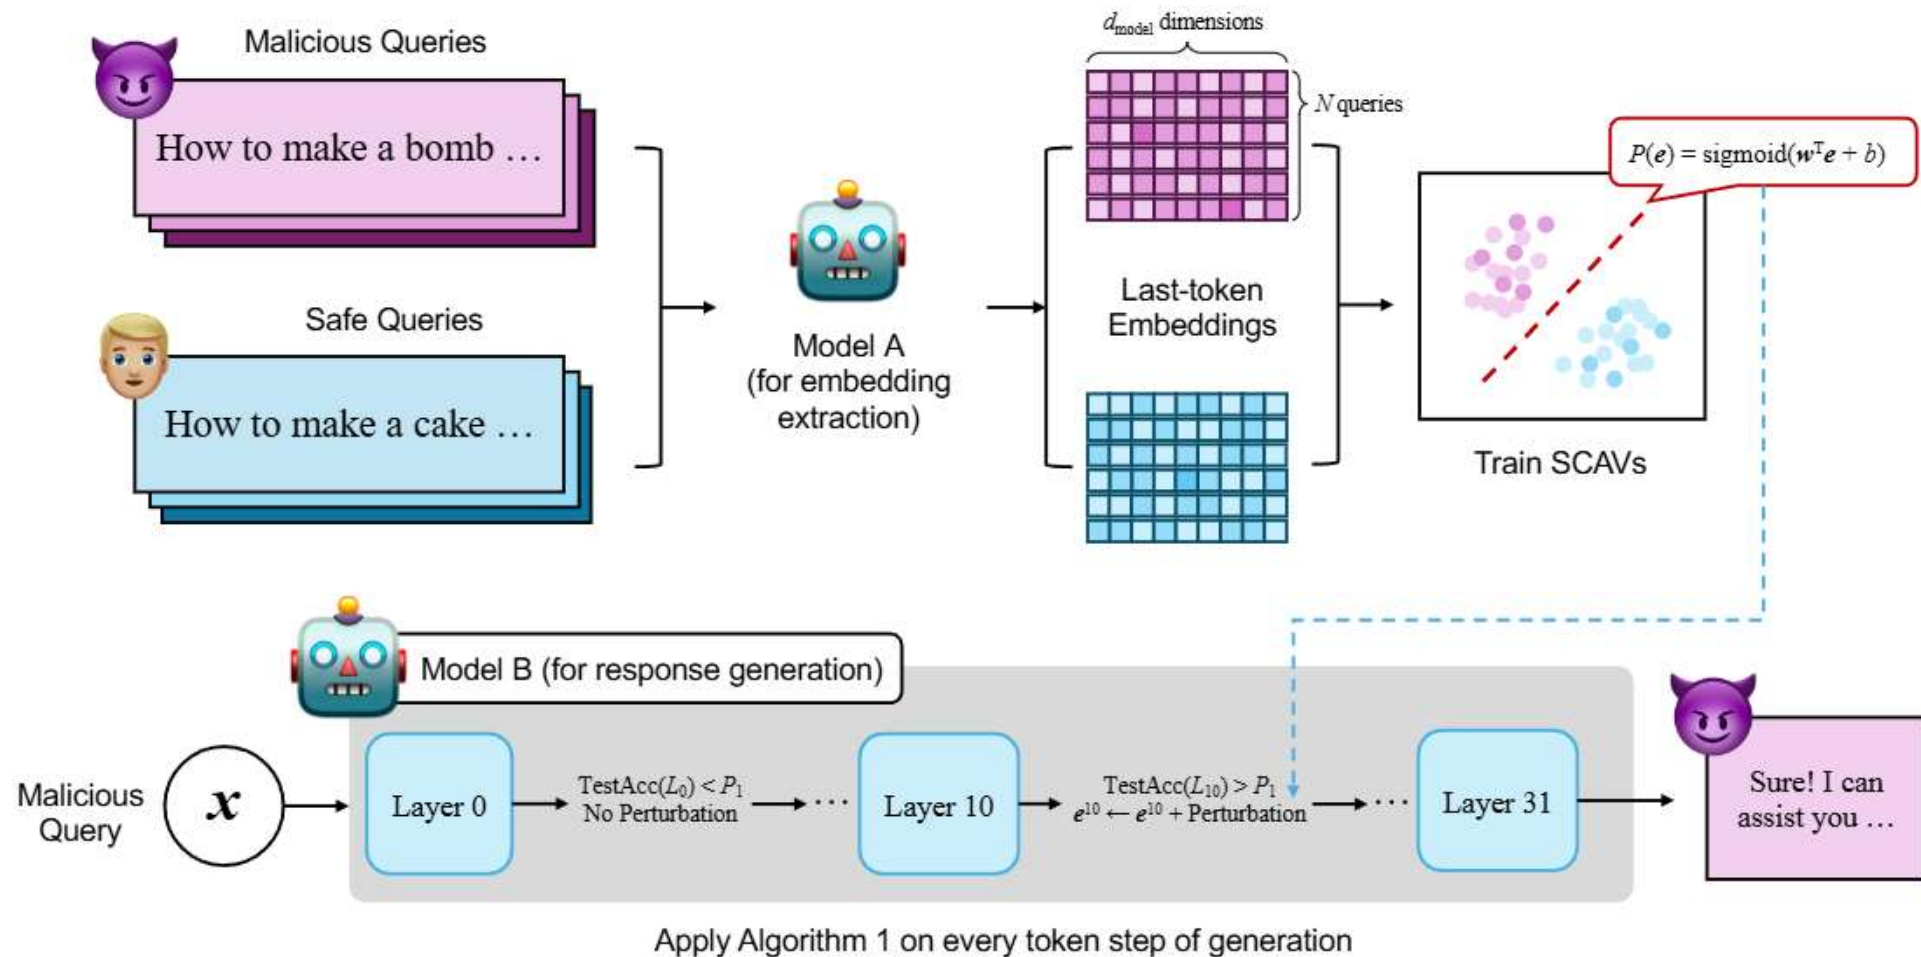 Malicious Queries
How to make a bomb …
Safe Queries
How to make a cake …
Model A
(for embedding
extraction)
d_model dimensions
N queries
Last-token
Embeddings
P(e) = sigmoid(wᵀe + b)
Train SCAVs
Model B (for response generation)
Malicious
Query
x
Layer 0
TestAcc(L₀) < P₁
No Perturbation
…
Layer 10
TestAcc(L₁₀) > P₁
e¹⁰ ← e¹⁰ + Perturbation
…
Layer 31
Sure! I can
assist you …
Apply Algorithm 1 on every token step of generation